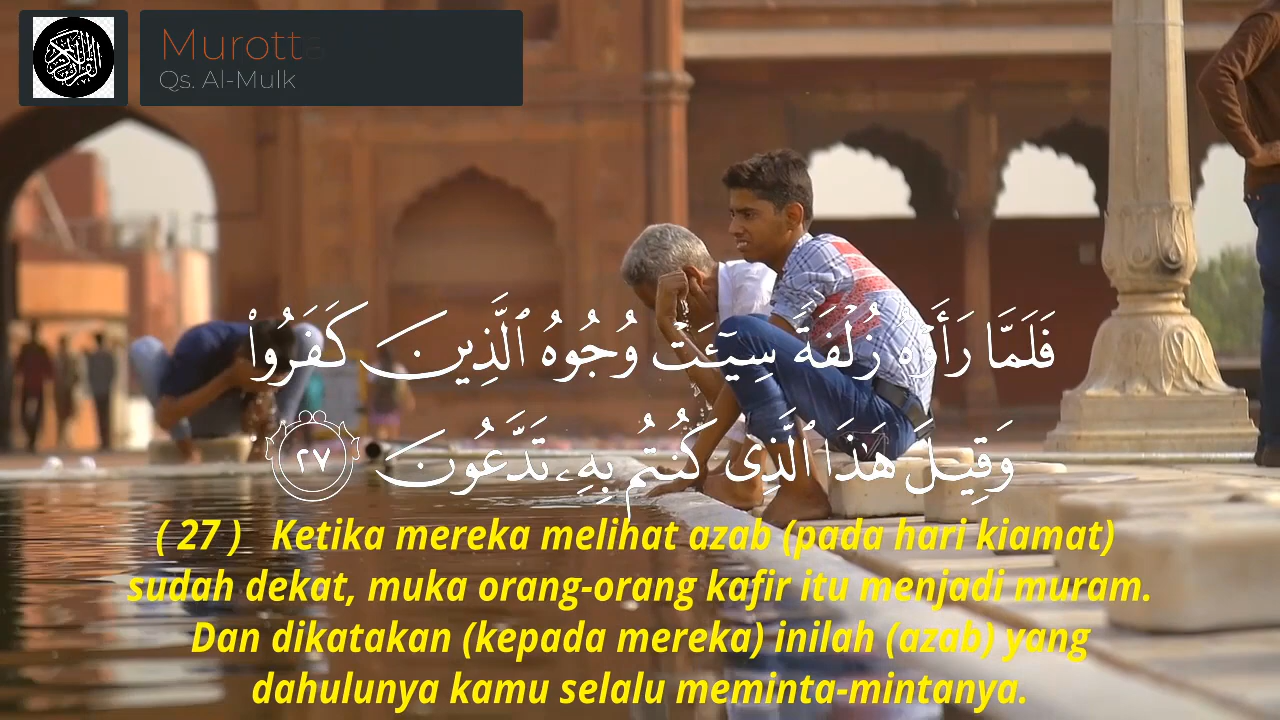 Murotta
Qs. Al-Mulk
فَلَمَّا رَأَوْهُ زُلْفَةً سِيٓـَٔتْ وُجُوهُ ٱلَّذِينَ كَفَرُوا۟
وَقِيلَ هَٰذَا ٱلَّذِى كُنتُم بِهِۦ تَدَّعُونَ ٢٧
( 27 ) Ketika mereka melihat azab (pada hari kiamat)
sudah dekat, muka orang-orang kafir itu menjadi muram.
Dan dikatakan (kepada mereka) inilah (azab) yang
dahulunya kamu selalu meminta-mintanya.